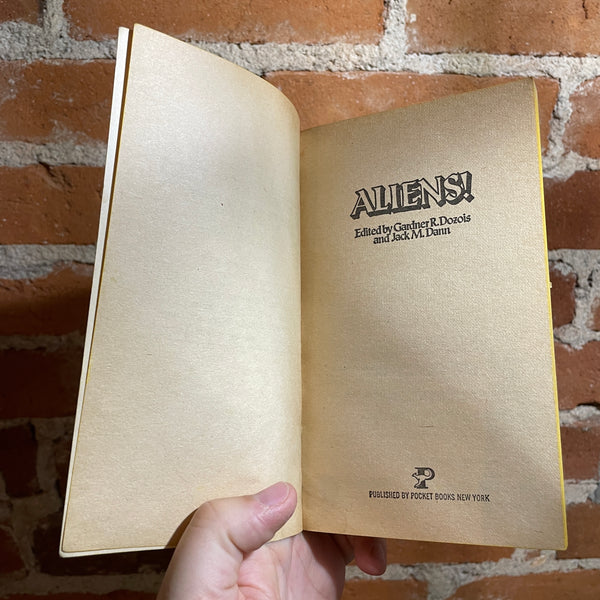 ALIENS!
Edited by Gardner R. Dozois
and Jack M. Dann
P
PUBLISHED BY POCKET BOOKS NEW YORK